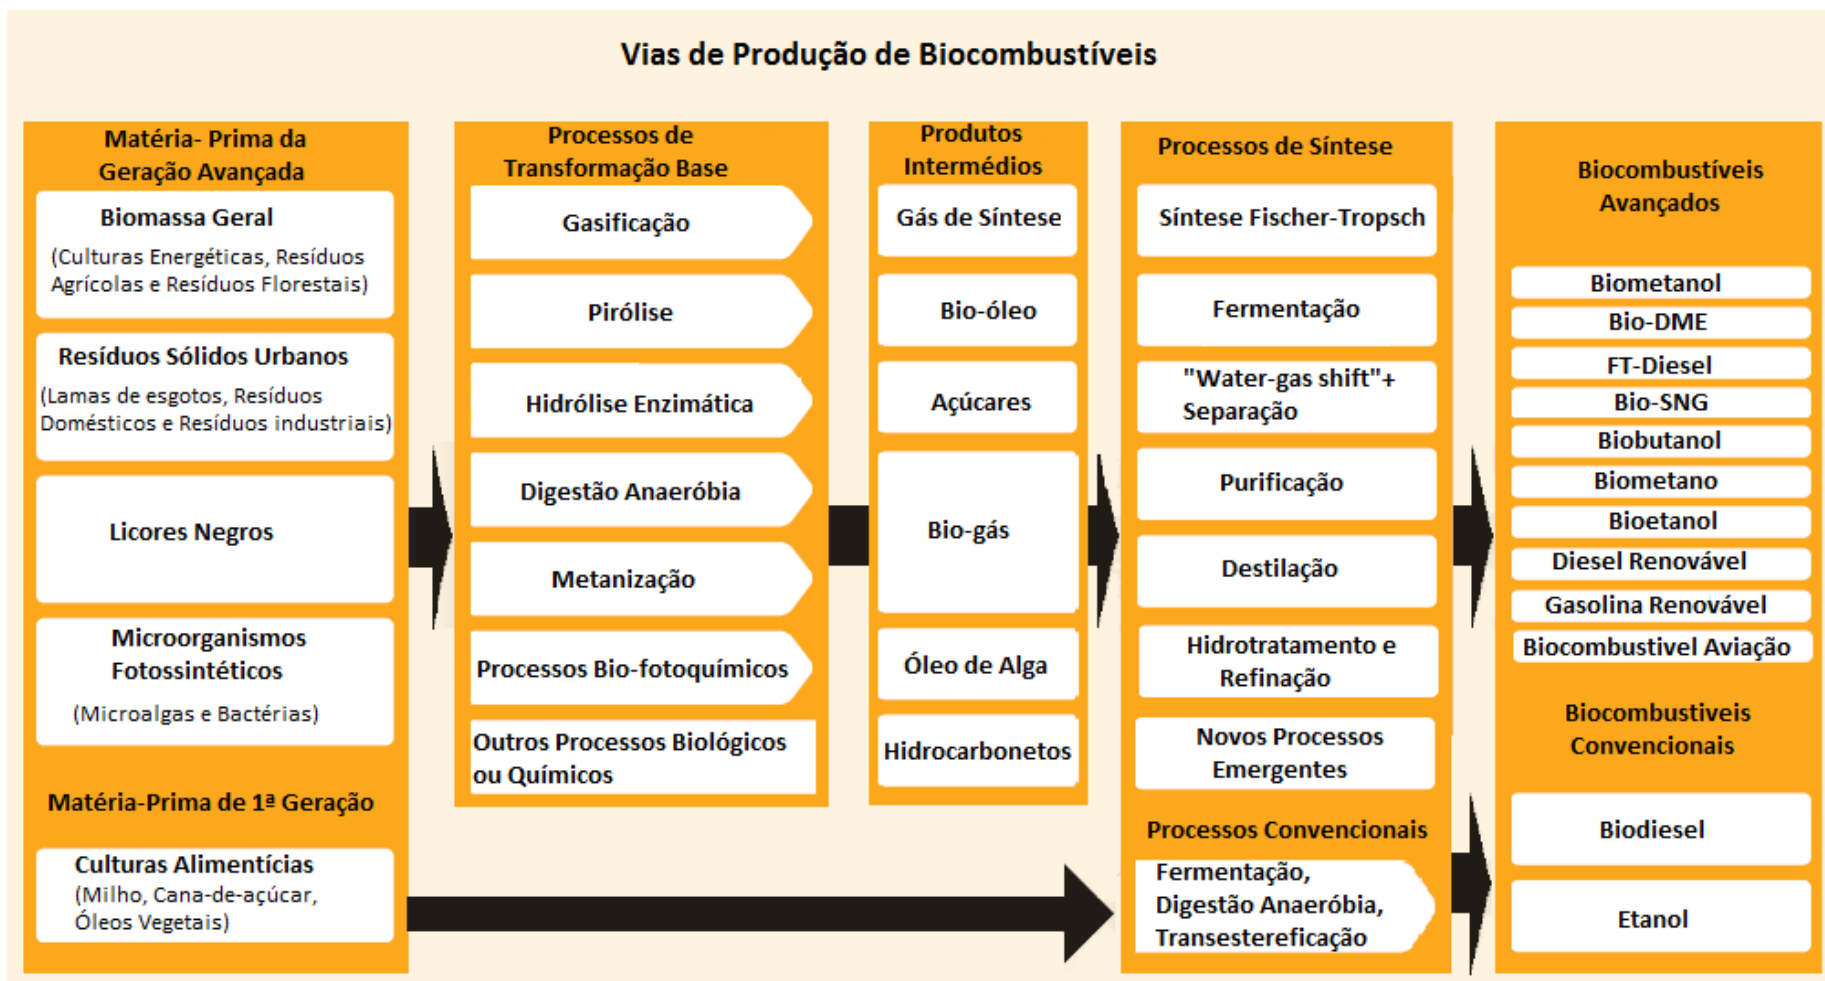 Vias de Produção de Biocombustíveis
Matéria- Prima da
Geração Avançada
Biomassa Geral
(Culturas Energéticas, Resíduos
Agrícolas e Resíduos Florestais)
Resíduos Sólidos Urbanos
(Lamas de esgotos, Resíduos
Domésticos e Resíduos industriais)
Licores Negros
Microorganismos
Fotossintéticos
(Microalgas e Bactérias)
Matéria-Prima de 1ª Geração
Culturas Alimentícias
(Milho, Cana-de-açúcar,
Óleos Vegetais)
Processos de
Transformação Base
Gasificação
Pirólise
Hidrólise Enzimática
Digestão Anaeróbia
Metanização
Processos Bio-fotoquímicos
Outros Processos Biológicos
ou Químicos
Produtos
Intermédios
Gás de Síntese
Bio-óleo
Açúcares
Bio-gás
Óleo de Alga
Hidrocarbonetos
Processos de Síntese
Síntese Fischer-Tropsch
Fermentação
"Water-gas shift"+
Separação
Purificação
Destilação
Hidrotratamento e
Refinação
Novos Processos
Emergentes
Processos Convencionais
Fermentação,
Digestão Anaeróbia,
Transestereficação
Biocombustíveis
Avançados
Biometanol
Bio-DME
FT-Diesel
Bio-SNG
Biobutanol
Biometano
Bioetanol
Diesel Renovável
Gasolina Renovável
Biocombustivel Aviação
Biocombustiveis
Convencionais
Biodiesel
Etanol